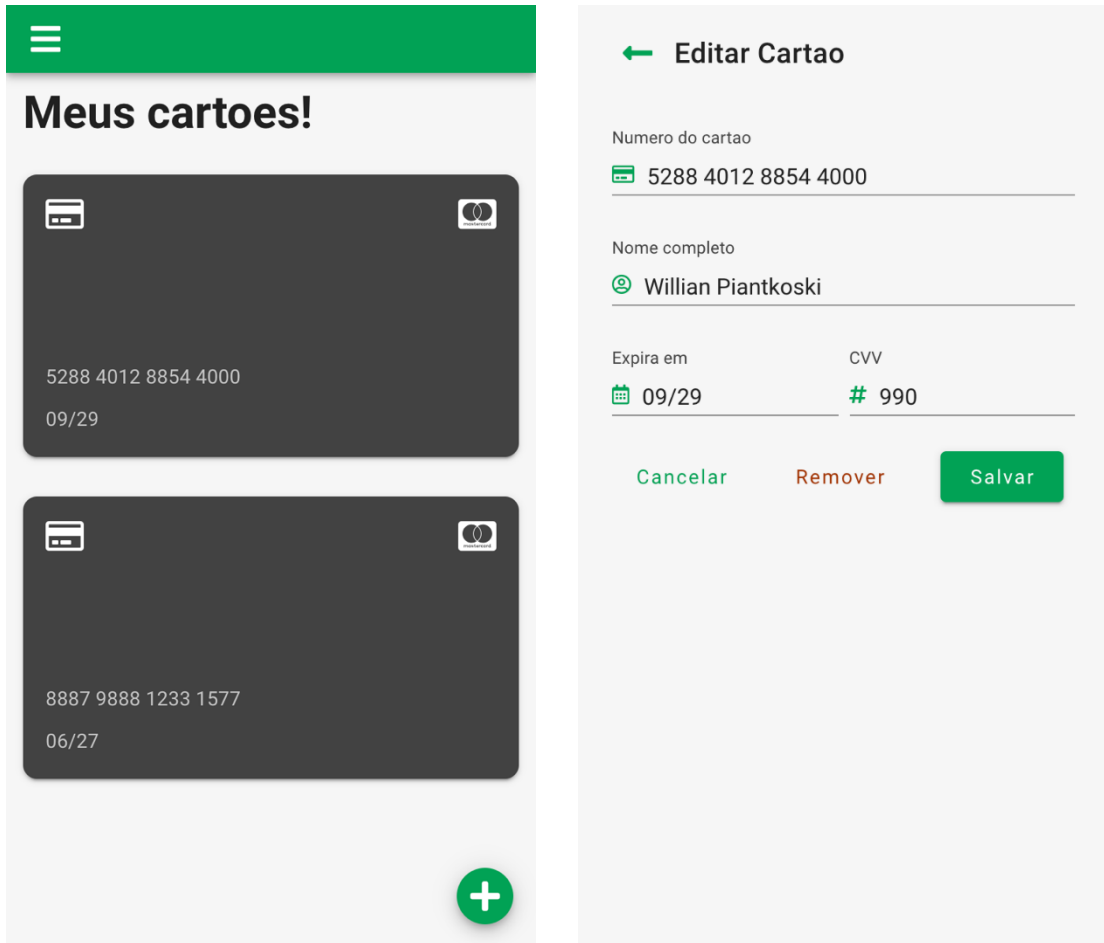 Meus cartoes!
5288 4012 8854 4000
09/29
8887 9888 1233 1577
06/27
Editar Cartao
Numero do cartao
5288 4012 8854 4000
Nome completo
Willian Piantkoski
Expira em CVV
09/29 # 990
Cancelar Remover Salvar